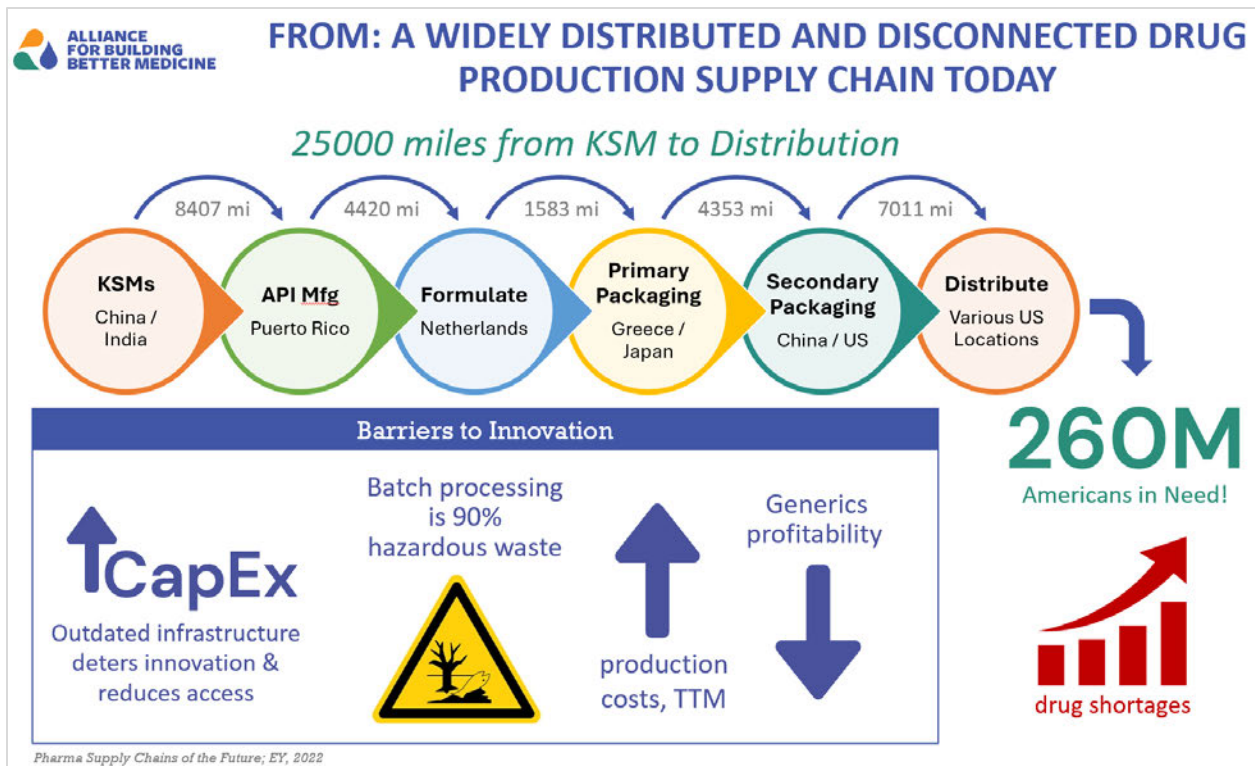 ALLIANCE
FOR BUILDING
BETTER MEDICINE
FROM: A WIDELY DISTRIBUTED AND DISCONNECTED DRUG
PRODUCTION SUPPLY CHAIN TODAY
25000 miles from KSM to Distribution
8407 mi
4420 mi
1583 mi
4353 mi
7011 mi
KSMs
China /
India
API Mfg
Puerto Rico
Formulate
Netherlands
Primary
Packaging
Greece /
Japan
Secondary
Packaging
China / US
Distribute
Various US
Locations
260M
Americans in Need!
drug shortages
Barriers to Innovation
CapEx
Outdated infrastructure
deters innovation &
reduces access
Batch processing
is 90%
hazardous waste
production
costs, TTM
Generics
profitability
Pharma Supply Chains of the Future; EY, 2022